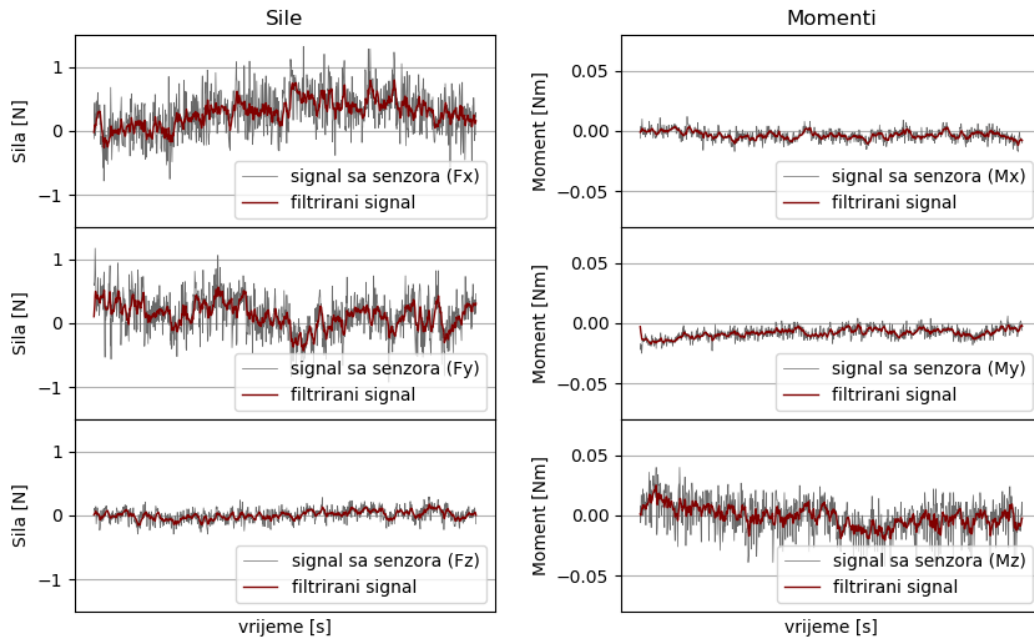 Sile
Sila [N]
1
0
−1
signal sa senzora (Fx)
filtrirani signal
Sila [N]
1
0
−1
signal sa senzora (Fy)
filtrirani signal
Sila [N]
1
0
−1
signal sa senzora (Fz)
filtrirani signal
vrijeme [s]
Momenti
Moment [Nm]
0.05
0.00
−0.05
signal sa senzora (Mx)
filtrirani signal
Moment [Nm]
0.05
0.00
−0.05
signal sa senzora (My)
filtrirani signal
Moment [Nm]
0.05
0.00
−0.05
signal sa senzora (Mz)
filtrirani signal
vrijeme [s]